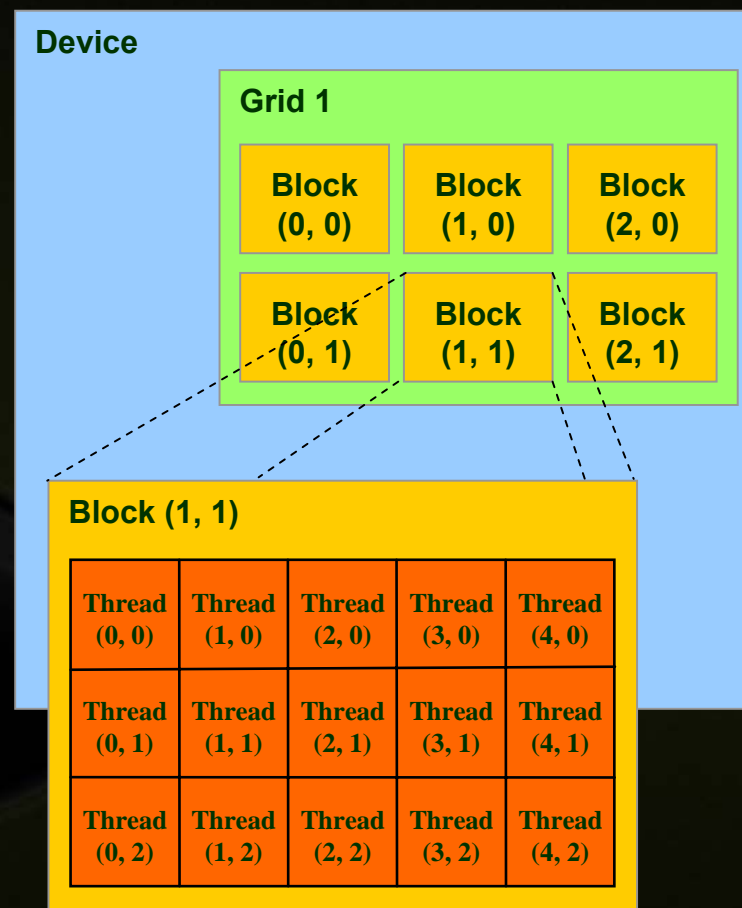 Device
Grid 1
Block
(0, 0)
Block
(1, 0)
Block
(2, 0)
Block
(0, 1)
Block
(1, 1)
Block
(2, 1)
Block (1, 1)
Thread
(0, 0)
Thread
(1, 0)
Thread
(2, 0)
Thread
(3, 0)
Thread
(4, 0)
Thread
(0, 1)
Thread
(1, 1)
Thread
(2, 1)
Thread
(3, 1)
Thread
(4, 1)
Thread
(0, 2)
Thread
(1, 2)
Thread
(2, 2)
Thread
(3, 2)
Thread
(4, 2)